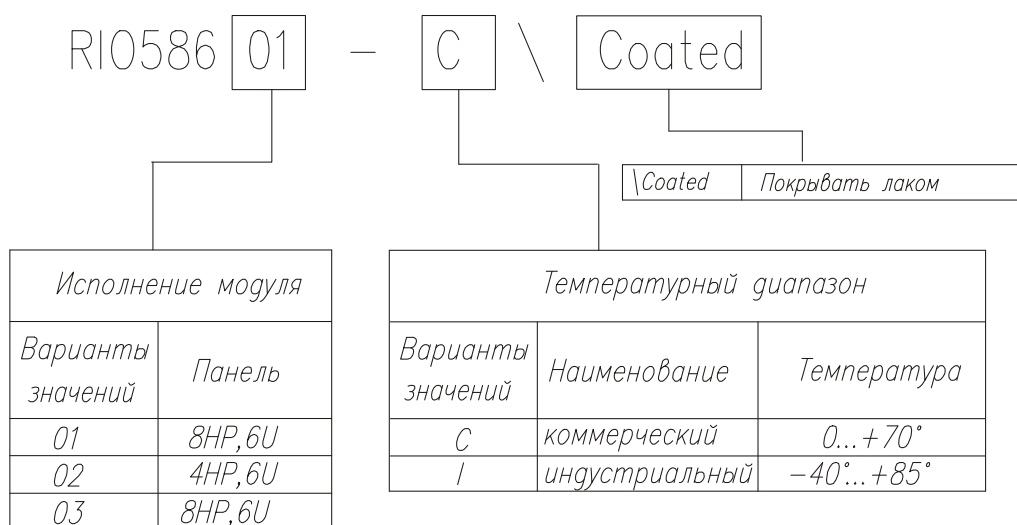 RIO586 01 - C \ Coated
\Coated Покрывать лаком
Исполнение модуля
Варианты значений Панель
01 8HP,6U
02 4HP,6U
03 8HP,6U
Температурный диапазон
Варианты значений Наименование Температура
C коммерческий 0...+70°
I индустриальный -40°...+85°